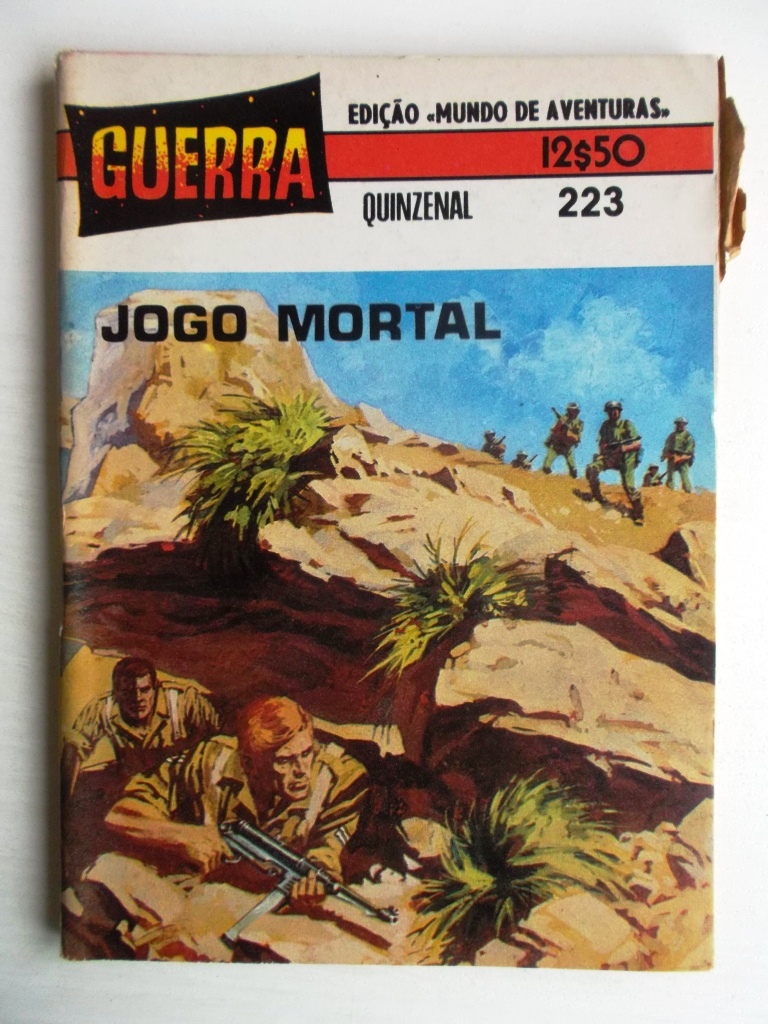 GUERRA
EDIÇÃO «MUNDO DE AVENTURAS»
12$50
QUINZENAL 223
JOGO MORTAL